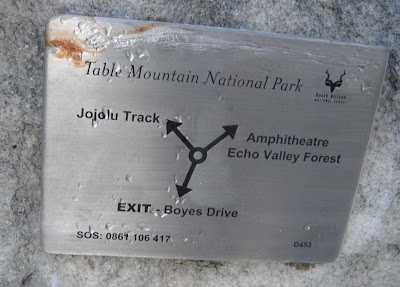 Table Mountain National Park
South African
NATIONAL PARKS
Jojolu Track
Amphitheatre
Echo Valley Forest
EXIT - Boyes Drive
SOS: 0861 106 417
D453